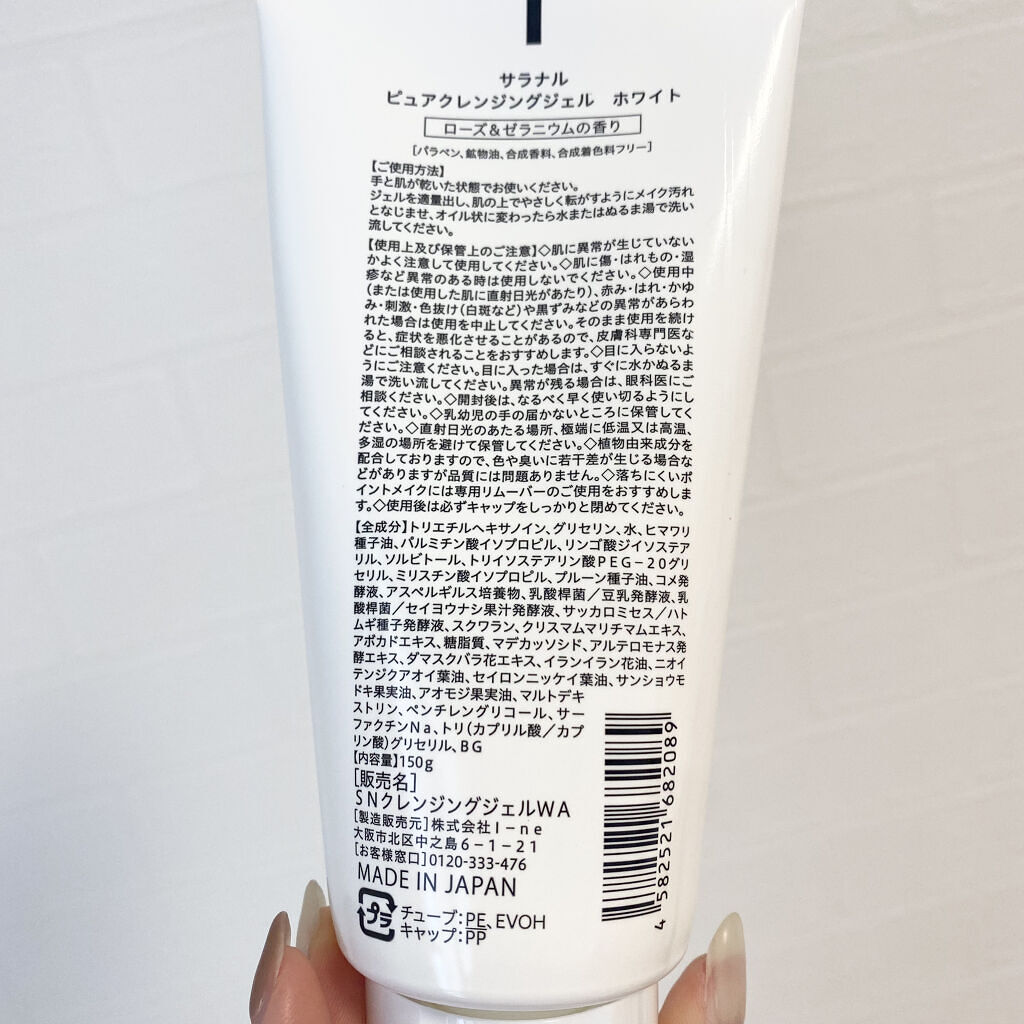 サラナル
ピュアクレンジングジェル ホワイト
ローズ&ゼラニウムの香り
[パラベン、鉱物油、合成香料、合成着色料フリー]
【ご使用方法】
手と肌が乾いた状態でお使いください。
ジェルを適量出し、肌の上でやさしく転がすようにメイク汚れ
となじませ、オイル状に変わったら水またはぬるま湯で洗い
流してください。
【使用上及び保管上のご注意】◇肌に異常が生じていない
かよく注意して使用してください。◇肌に傷・はれもの・湿
疹など異常のある時は使用しないでください。◇使用中
(または使用した肌に直射日光があたり)、赤み・はれ・かゆ
み・刺激・色抜け(白斑など)や黒ずみなどの異常があらわ
れた場合は使用を中止してください。そのまま使用を続け
ると、症状を悪化させることがあるので、皮膚科専門医な
どにご相談されることをおすすめします。◇目に入らないよ
うにご注意ください。目に入った場合は、すぐに水かぬるま
湯で洗い流してください。異常が残る場合は、眼科医にご
相談ください。◇開封後は、なるべく早く使い切るようにし
てください。◇乳幼児の手の届かないところに保管してく
ださい。◇直射日光のあたる場所、極端に低温又は高温、
多湿の場所を避けて保管してください。◇植物由来成分を
配合しておりますので、色や臭いに若干差が生じる場合な
どがありますが品質には問題ありません。◇落ちにくいポ
イントメイクには専用リムーバーのご使用をおすすめしま
す。◇使用後は必ずキャップをしっかりと閉めてください。
【全成分】トリエチルヘキサノイン、グリセリン、水、ヒマワリ
種子油、パルミチン酸イソプロピル、リンゴ酸ジイソステア
リル、ソルビトール、トリイソステアリン酸PEG-20グリ
セリル、ミリスチン酸イソプロピル、プルーン種子油、コメ発
酵液、アスペルギルス培養物、乳酸桿菌/豆乳発酵液、乳
酸桿菌/セイヨウナシ果汁発酵液、サッカロミセス/ハト
ムギ種子発酵液、スクワラン、クリスマムマリチマムエキス、
アボカドエキス、糖脂質、マデカッソシド、アルテロモナス発
酵エキス、ダマスクバラ花エキス、イランイラン花油、ニオイ
テンジクアオイ葉油、セイロンニッケイ葉油、サンショウモ
ドキ果実油、アオモジ果実油、マルトデキ
ストリン、ペンチレングリコール、サー
ファクチンNa、トリ(カプリル酸/カプ
リン酸)グリセリル、BG
【内容量】150g
[販売名]
SNクレンジングジェルWA
[製造販売元]株式会社I-ne
大阪市北区中之島6-1-21
[お客様窓口]0120-333-476
MADE IN JAPAN
プラ
チューブ:PE、EVOH
キャップ:PP
4 582521 682089